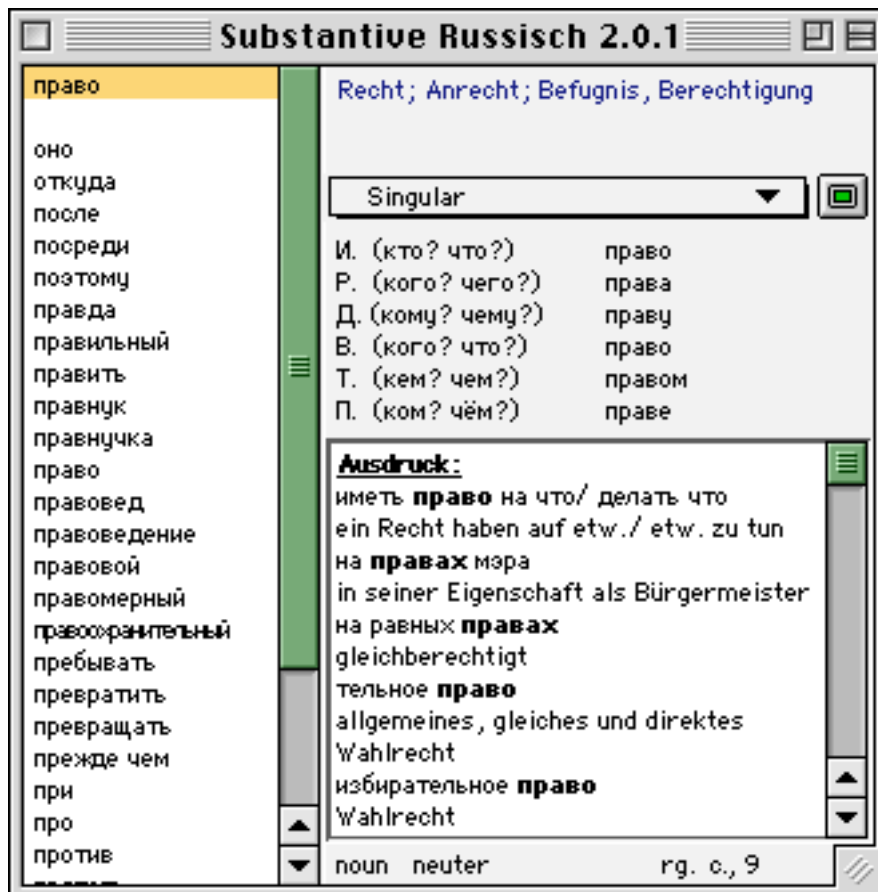 Substantive Russisch 2.0.1
право
оно
откуда
после
посреди
поэтому
правда
правильный
править
правнук
правнучка
право
правовед
правоведение
правовой
правомерный
правоохранительный
пребывать
превратить
превращать
прежде чем
при
про
против
Recht; Anrecht; Befugnis, Berechtigung
Singular
И. (кто? что?) право
Р. (кого? чего?) права
Д. (кому? чему?) праву
В. (кого? что?) право
Т. (кем? чем?) правом
П. (ком? чём?) праве
Ausdruck:
иметь право на что/ делать что
ein Recht haben auf etw./ etw. zu tun
на правах мэра
in seiner Eigenschaft als Bürgermeister
на равных правах
gleichberechtigt
тельное право
allgemeines, gleiches und direktes
Wahlrecht
избирательное право
Wahlrecht
noun neuter rg. c., 9